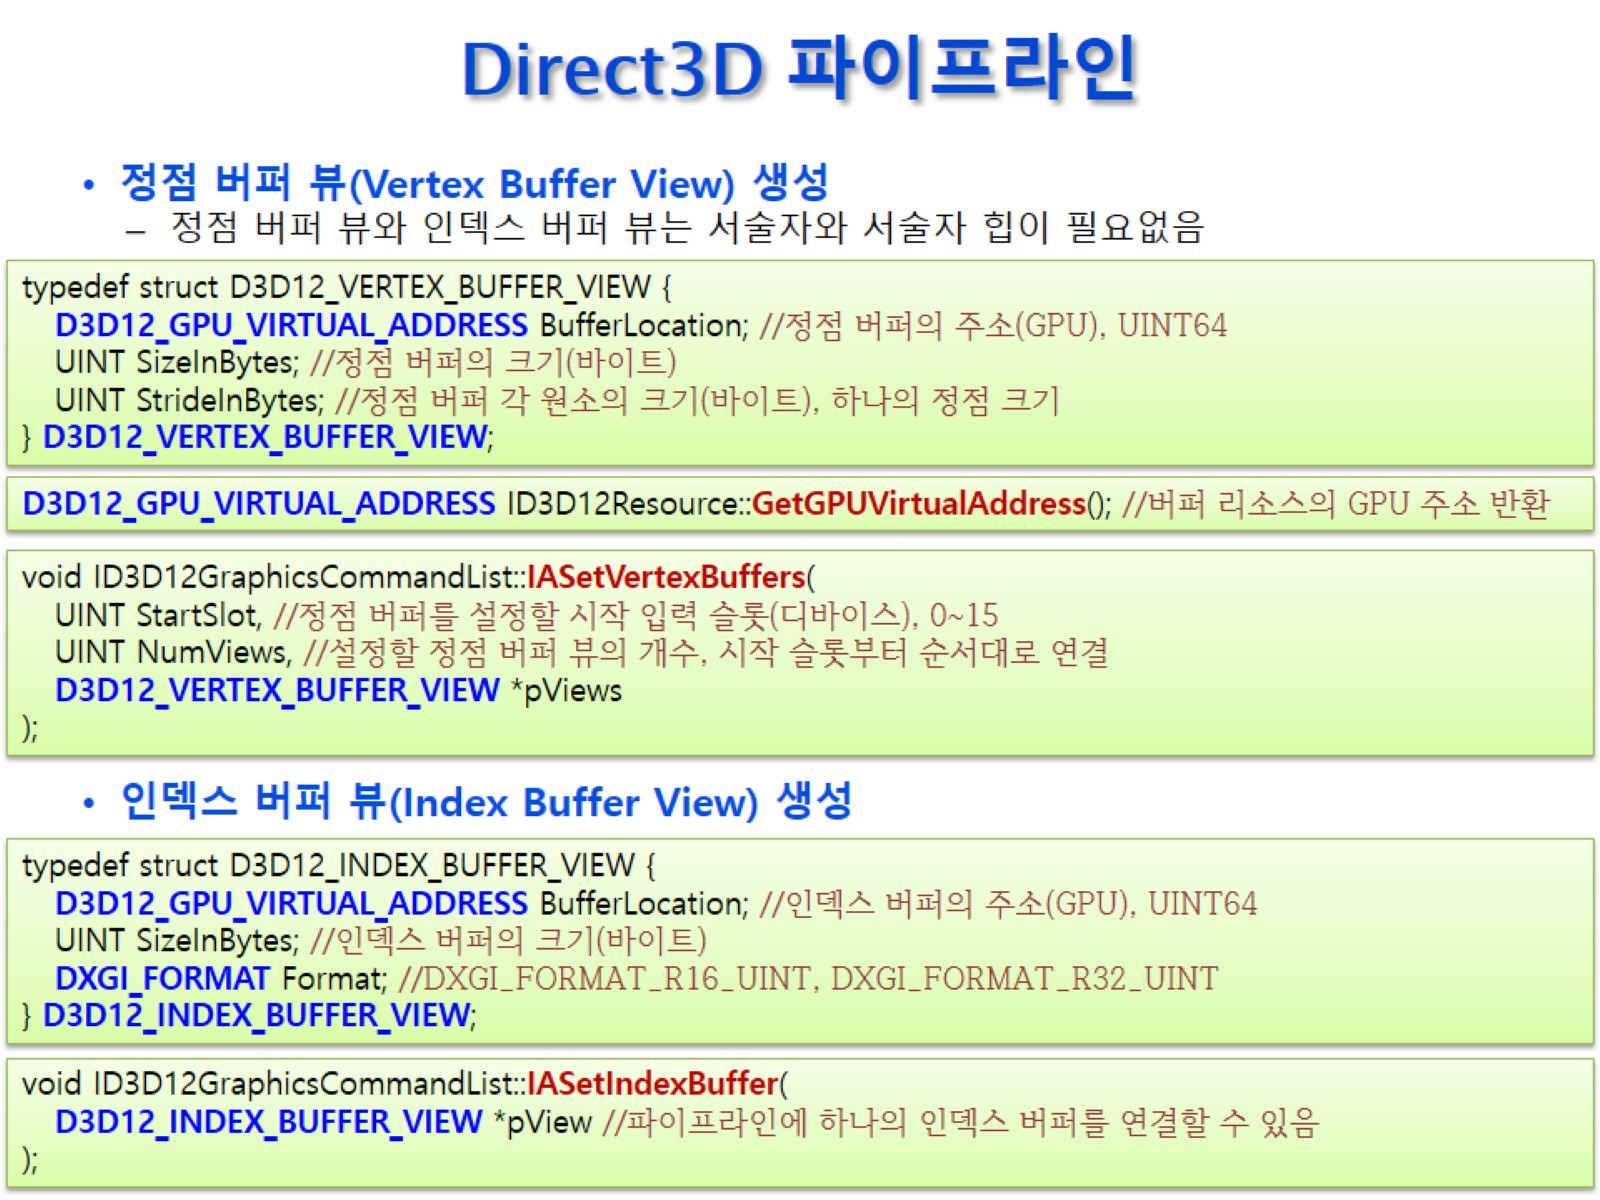 Direct3D 파이프라인
• 정점 버퍼 뷰(Vertex Buffer View) 생성
– 정점 버퍼 뷰와 인덱스 버퍼 뷰는 서술자와 서술자 힙이 필요없음
typedef struct D3D12_VERTEX_BUFFER_VIEW {
D3D12_GPU_VIRTUAL_ADDRESS BufferLocation; //정점 버퍼의 주소(GPU), UINT64
UINT SizeInBytes; //정점 버퍼의 크기(바이트)
UINT StrideInBytes; //정점 버퍼 각 원소의 크기(바이트), 하나의 정점 크기
} D3D12_VERTEX_BUFFER_VIEW;
D3D12_GPU_VIRTUAL_ADDRESS ID3D12Resource::GetGPUVirtualAddress(); //버퍼 리소스의 GPU 주소 반환
void ID3D12GraphicsCommandList::IASetVertexBuffers(
UINT StartSlot, //정점 버퍼를 설정할 시작 입력 슬롯(디바이스), 0~15
UINT NumViews, //설정할 정점 버퍼 뷰의 개수, 시작 슬롯부터 순서대로 연결
D3D12_VERTEX_BUFFER_VIEW *pViews
);
• 인덱스 버퍼 뷰(Index Buffer View) 생성
typedef struct D3D12_INDEX_BUFFER_VIEW {
D3D12_GPU_VIRTUAL_ADDRESS BufferLocation; //인덱스 버퍼의 주소(GPU), UINT64
UINT SizeInBytes; //인덱스 버퍼의 크기(바이트)
DXGI_FORMAT Format; //DXGI_FORMAT_R16_UINT, DXGI_FORMAT_R32_UINT
} D3D12_INDEX_BUFFER_VIEW;
void ID3D12GraphicsCommandList::IASetIndexBuffer(
D3D12_INDEX_BUFFER_VIEW *pView //파이프라인에 하나의 인덱스 버퍼를 연결할 수 있음
);